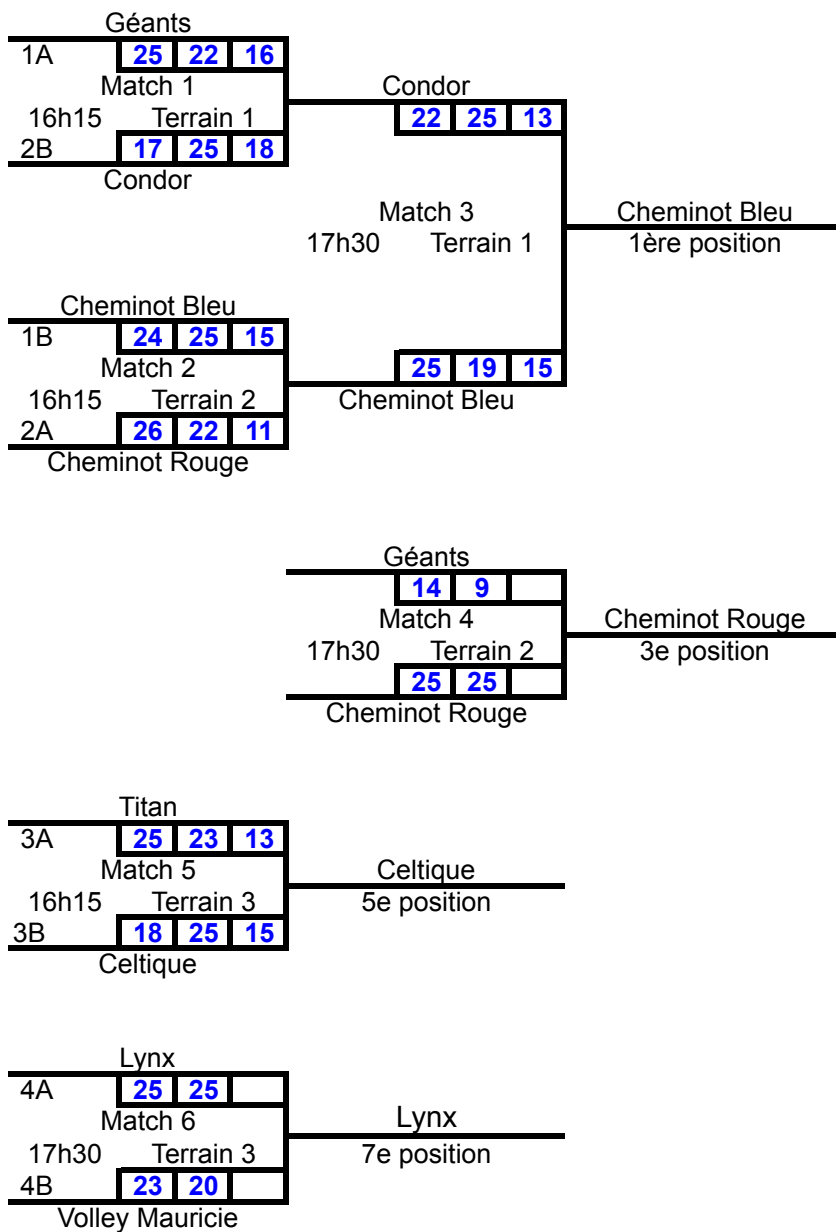 Géants
1A 25 22 16
Match 1
16h15 Terrain 1
2B 17 25 18
Condor
Condor
22 25 13
Match 3
17h30 Terrain 1
Cheminot Bleu
1ère position
Cheminot Bleu
1B 24 25 15
Match 2
16h15 Terrain 2
2A 26 22 11
Cheminot Rouge
25 19 15
Cheminot Bleu
Géants
14 9
Match 4
17h30 Terrain 2
25 25
Cheminot Rouge
Cheminot Rouge
3e position
Titan
3A 25 23 13
Match 5
16h15 Terrain 3
3B 18 25 15
Celtique
Celtique
5e position
Lynx
4A 25 25
Match 6
17h30 Terrain 3
4B 23 20
Volley Mauricie
Lynx
7e position